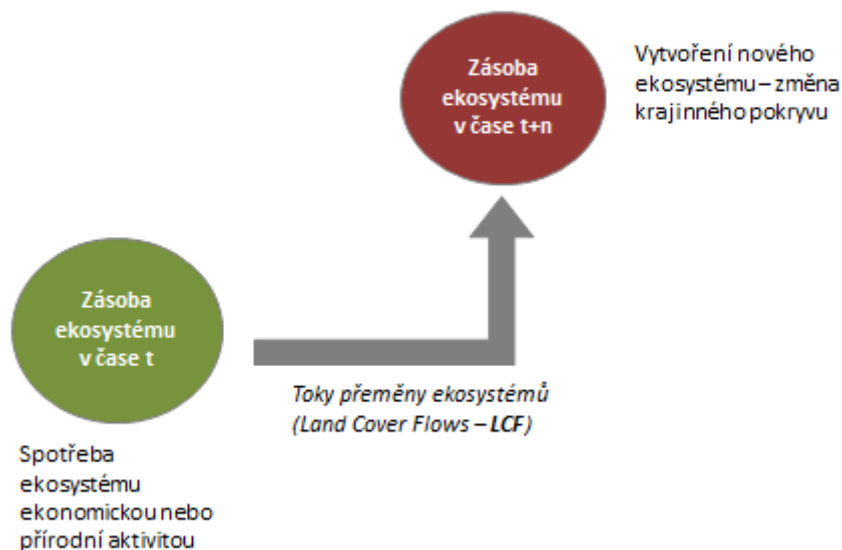 Zásoba
ekosystému
v čase t+n
Vytvoření nového
ekosystému – změna
krajinného pokryvu
Zásoba
ekosystému
v čase t
Toky přeměny ekosystémů
(Land Cover Flows – LCF)
Spotřeba
ekosystému
ekonomickou nebo
přírodní aktivitou